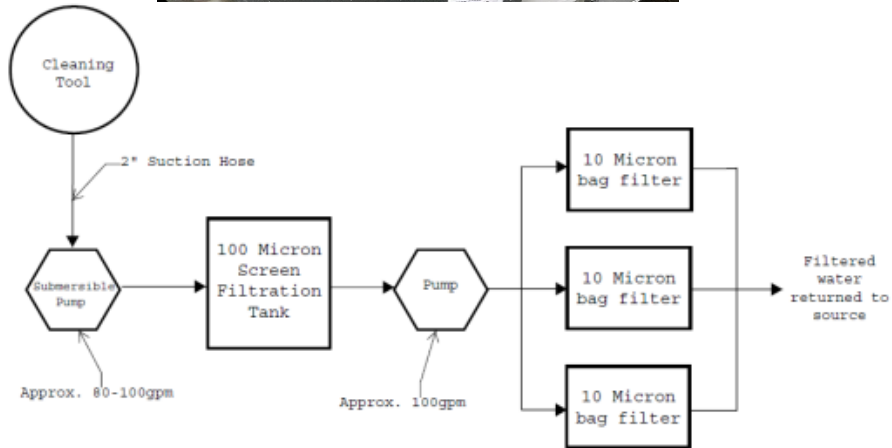 Cleaning
Tool
2" Suction Hose
Submersible
Pump
Approx. 80-100gpm
100 Micron
Screen
Filtration
Tank
Pump
Approx. 100gpm
10 Micron
bag filter
10 Micron
bag filter
10 Micron
bag filter
Filtered
water
returned to
source